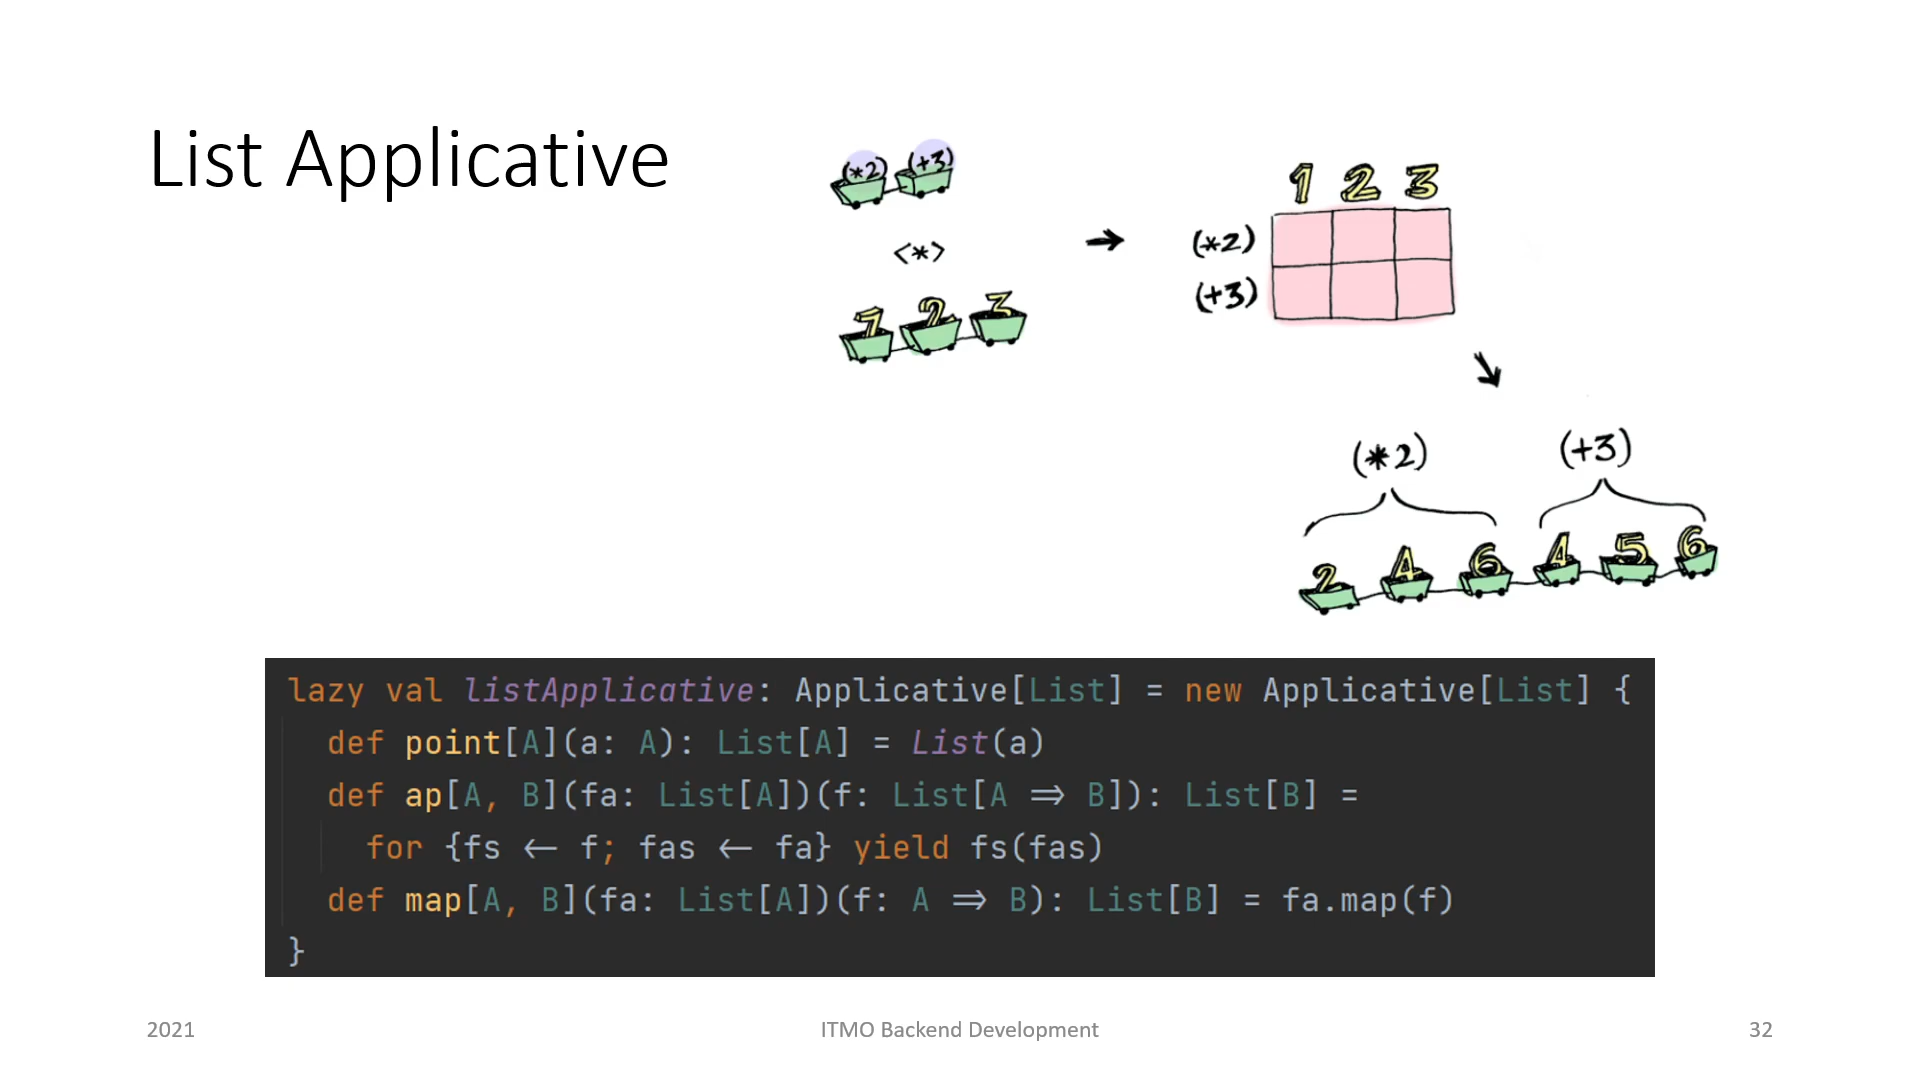 List Applicative
(*2) (+3)
<*>
1 2 3
1 2 3
(*2)
(+3)
(*2) (+3)
2 4 6 4 5 6
lazy val listApplicative: Applicative[List] = new Applicative[List] {
def point[A](a: A): List[A] = List(a)
def ap[A, B](fa: List[A])(f: List[A ⇒ B]): List[B] =
for {fs ← f; fas ← fa} yield fs(fas)
def map[A, B](fa: List[A])(f: A ⇒ B): List[B] = fa.map(f)
}
2021 ITMO Backend Development 32